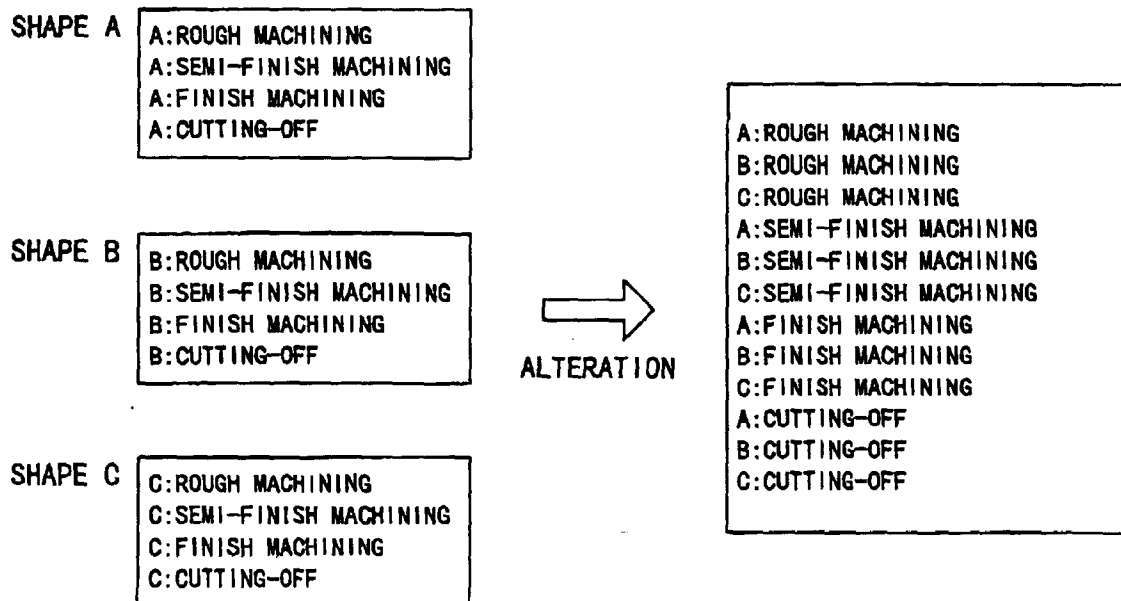 SHAPE A
A:ROUGH MACHINING
A:SEMI-FINISH MACHINING
A:FINISH MACHINING
A:CUTTING-OFF
SHAPE B
B:ROUGH MACHINING
B:SEMI-FINISH MACHINING
B:FINISH MACHINING
B:CUTTING-OFF
SHAPE C
C:ROUGH MACHINING
C:SEMI-FINISH MACHINING
C:FINISH MACHINING
C:CUTTING-OFF
ALTERATION
A:ROUGH MACHINING
B:ROUGH MACHINING
C:ROUGH MACHINING
A:SEMI-FINISH MACHINING
B:SEMI-FINISH MACHINING
C:SEMI-FINISH MACHINING
A:FINISH MACHINING
B:FINISH MACHINING
C:FINISH MACHINING
A:CUTTING-OFF
B:CUTTING-OFF
C:CUTTING-OFF